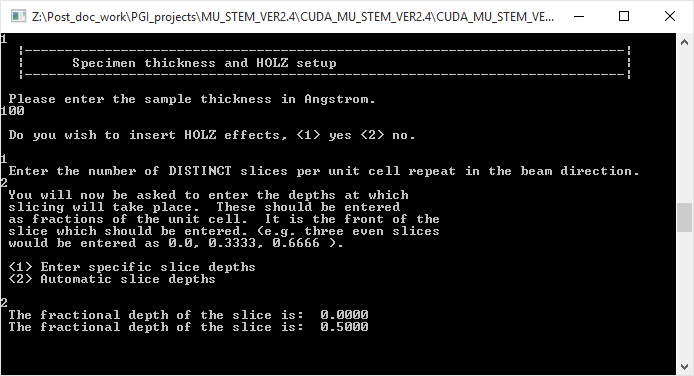 Z:\Post_doc_work\PGI_projects\MU_STEM_VER2.4\CUDA_MU_STEM_VER2.4\CUDA_MU_STEM_VE...
1
|---------------------------------------------------------------------------|
| Specimen thickness and HOLZ setup |
|---------------------------------------------------------------------------|
Please enter the sample thickness in Angstrom.
100
Do you wish to insert HOLZ effects, <1> yes <2> no.
1
Enter the number of DISTINCT slices per unit cell repeat in the beam direction.
2
You will now be asked to enter the depths at which
slicing will take place. These should be entered
as fractions of the unit cell. It is the front of the
slice which should be entered. (e.g. three even slices
would be entered as 0.0, 0.3333, 0.6666 ).
<1> Enter specific slice depths
<2> Automatic slice depths
2
The fractional depth of the slice is: 0.0000
The fractional depth of the slice is: 0.5000